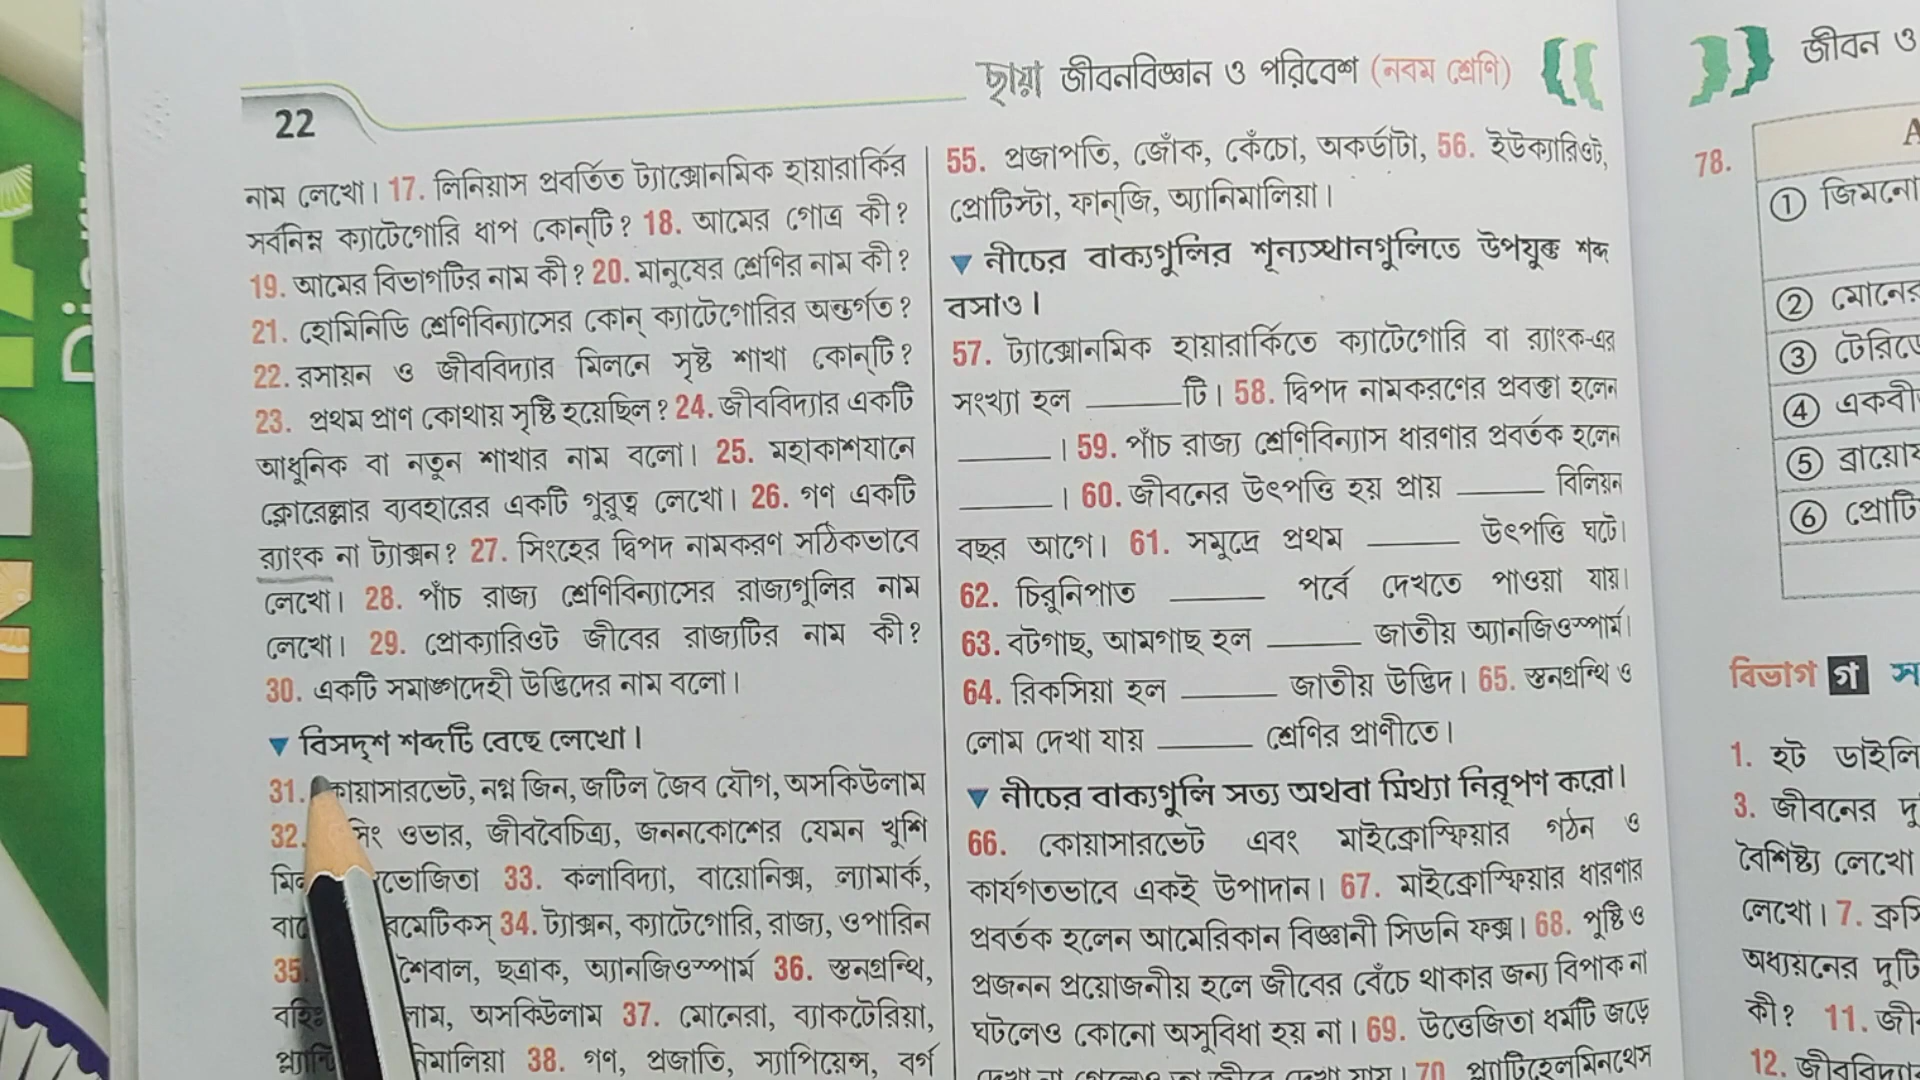 ছায়া জীবনবিজ্ঞান ও পরিবেশ (নবম শ্রেণি)
22
নাম লেখো। 17. লিনিয়াস প্রবর্তিত ট্যাক্সোনমিক হায়ারার্কির
সর্বনিম্ন ক্যাটেগোরি ধাপ কোন্‌টি? 18. আমের গোত্র কী?
19. আমের বিভাগটির নাম কী? 20. মানুষের শ্রেণির নাম কী?
21. হোমিনিডি শ্রেণিবিন্যাসের কোন্ ক্যাটেগোরির অন্তর্গত?
22. রসায়ন ও জীববিদ্যার মিলনে সৃষ্ট শাখা কোন্‌টি?
23. প্রথম প্রাণ কোথায় সৃষ্টি হয়েছিল? 24. জীববিদ্যার একটি
আধুনিক বা নতুন শাখার নাম বলো। 25. মহাকাশযানে
ক্লোরেল্লার ব্যবহারের একটি গুরুত্ব লেখো। 26. গণ একটি
র‍্যাংক না ট্যাক্সন? 27. সিংহের দ্বিপদ নামকরণ সঠিকভাবে
লেখো। 28. পাঁচ রাজ্য শ্রেণিবিন্যাসের রাজ্যগুলির নাম
লেখো। 29. প্রোক্যারিওট জীবের রাজ্যটির নাম কী?
30. একটি সমাঙ্গদেহী উদ্ভিদের নাম বলো।
▼ বিসদৃশ শব্দটি বেছে লেখো।
31. কোয়াসারভেট, নগ্ন জিন, জটিল জৈব যৌগ, অসকিউলাম
32. ওভার, জীববৈচিত্র্য, জননকোশের যেমন খুশি
33. কলাবিদ্যা, বায়োনিক্স, ল্যামার্ক,
34. ট্যাক্সন, ক্যাটেগোরি, রাজ্য, ওপারিন
35. শৈবাল, ছত্রাক, অ্যানজিওস্পার্ম 36. স্তনগ্রন্থি,
অসকিউলাম 37. মোনেরা, ব্যাকটেরিয়া,
38. গণ, প্রজাতি, স্যাপিয়েন্স, বর্গ
55. প্রজাপতি, জোঁক, কেঁচো, অকর্ডাটা, 56. ইউক্যারিওট,
প্রোটিস্টা, ফান্‌জি, অ্যানিমালিয়া।
▼ নীচের বাক্যগুলির শূন্যস্থানগুলিতে উপযুক্ত শব্দ
বসাও।
57. ট্যাক্সোনমিক হায়ারার্কিতে ক্যাটেগোরি বা র‍্যাংক-এর
সংখ্যা হল ______টি। 58. দ্বিপদ নামকরণের প্রবক্তা হলেন
______। 59. পাঁচ রাজ্য শ্রেণিবিন্যাস ধারণার প্রবর্তক হলেন
______। 60. জীবনের উৎপত্তি হয় প্রায় ______ বিলিয়ন
বছর আগে। 61. সমুদ্রে প্রথম ______ উৎপত্তি ঘটে।
62. চিরুনিপাত ______ পর্বে দেখতে পাওয়া যায়।
63. বটগাছ, আমগাছ হল ______ জাতীয় অ্যানজিওস্পার্ম।
64. রিকসিয়া হল ______ জাতীয় উদ্ভিদ। 65. স্তনগ্রন্থি ও
লোম দেখা যায় ______ শ্রেণির প্রাণীতে।
▼ নীচের বাক্যগুলি সত্য অথবা মিথ্যা নিরূপণ করো।
66. কোয়াসারভেট এবং মাইক্রোস্ফিয়ার গঠন ও
কার্যগতভাবে একই উপাদান। 67. মাইক্রোস্ফিয়ার ধারণার
প্রবর্তক হলেন আমেরিকান বিজ্ঞানী সিডনি ফক্স। 68. পুষ্টি ও
প্রজনন প্রয়োজনীয় হলে জীবের বেঁচে থাকার জন্য বিপাক না
ঘটলেও কোনো অসুবিধা হয় না। 69. উত্তেজিতা ধর্মটি জড়ে
70. প্ল্যাটিহেলমিনথেস
জীবন ও
78.
①
②
③
④
⑤
⑥
বিভাগ গ
1. হট
3. জীবনের
বৈশিষ্ট্য লেখো
লেখো। 7.
অধ্যয়নের
কী? 11.
12.